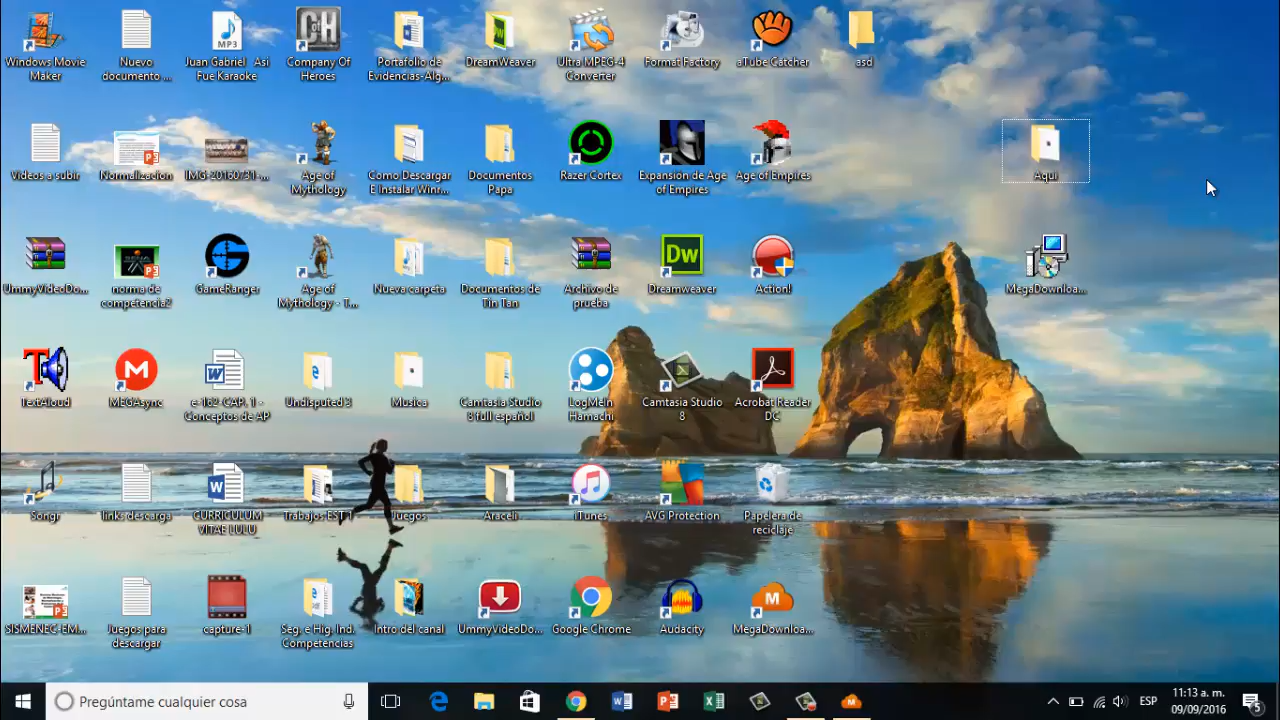 Windows Movie
Maker
Nuevo
documento ...
Juan Gabriel Asi
Fue Karaoke
MP3
Company Of
Heroes
Portafolio de
Evidencias-Alg...
DreamWeaver
Ultra MPEG-4
Converter
Format Factory
aTube Catcher
asd
Videos a subir
Normalizacion
IMG-20160731-...
Age of
Mythology
Como Descargar
E Instalar Winr...
Documentos
Papa
Razer Cortex
Expansion de Age
of Empires
Age of Empires
Aqui
UmmyVideoDo...
norma de
competencia2
GameRanger
Age of
Mythology - T...
Nueva carpeta
Documentos de
Tin Tan
Archivo de
prueba
Dw
Dreamweaver
Action!
MegaDownloa...
TextAloud
M
MEGAsync
e-162-CAP. 1 -
Conceptos de AP
Undisputed 3
Musica
Camtasia Studio
8 full español
LogMeIn
Hamachi
Camtasia Studio
8
Acrobat Reader
DC
Songr
links descarga
CURRICULUM
VITAE LULU
Trabajos EST 1
Juegos
Araceli
iTunes
AVG Protection
Papelera de
reciclaje
SISMENEC-EM...
Juegos para
descargar
capture-1
Seg. e Hig. Ind.
Competencias
Intro del canal
UmmyVideoDo...
Google Chrome
Audacity
M
MegaDownloa...
Pregúntame cualquier cosa
ESP
11:13 a. m.
09/09/2016
5